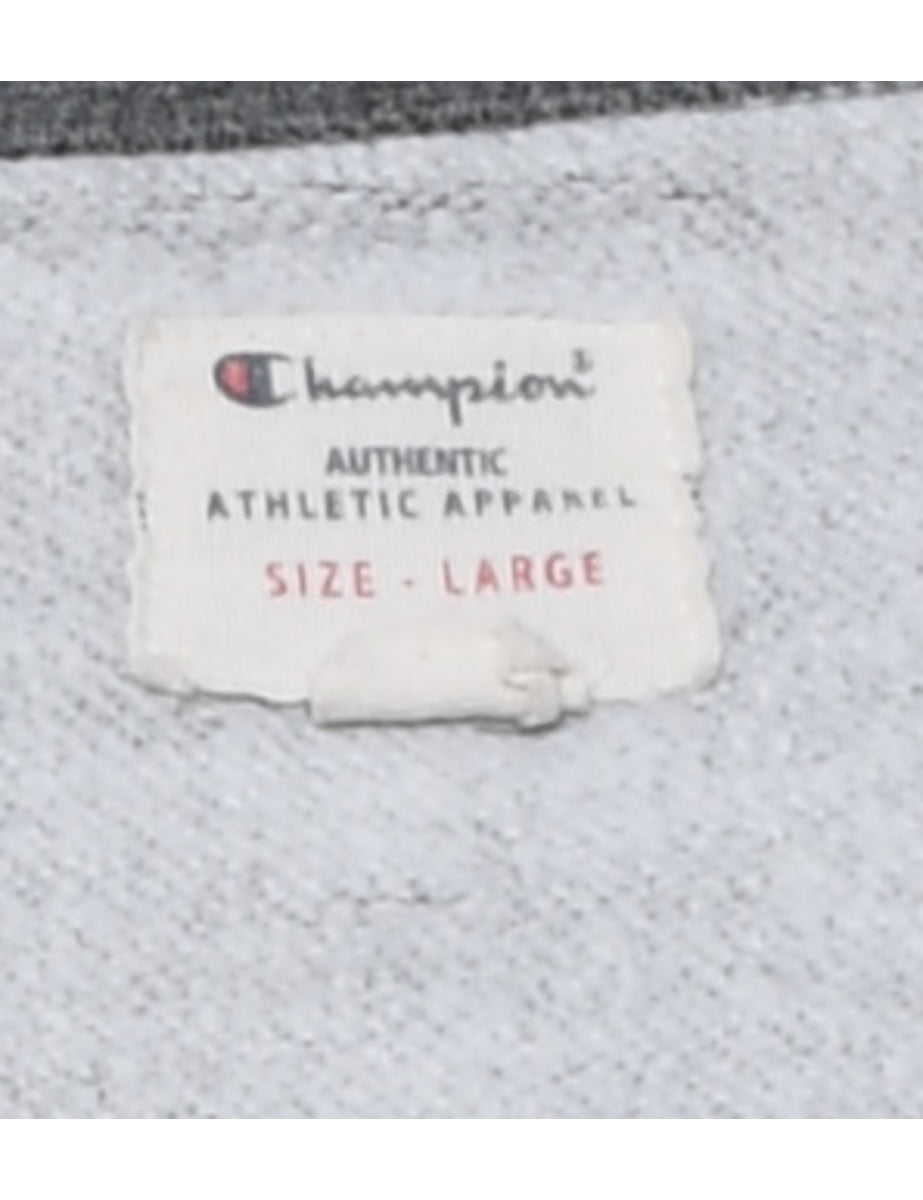 Champion
AUTHENTIC
ATHLETIC APPAREL
SIZE - LARGE